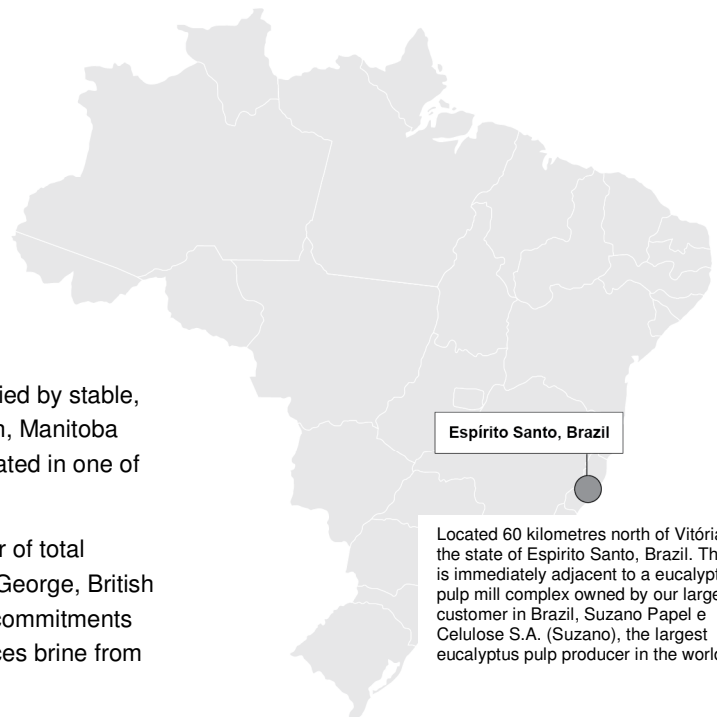 ied by stable,
, Manitoba
ated in one of
r of total
George, British
commitments
ces brine from
Espírito Santo, Brazil
Located 60 kilometres north of Vitória
the state of Espirito Santo, Brazil. Th
is immediately adjacent to a eucalypt
pulp mill complex owned by our large
customer in Brazil, Suzano Papel e
Celulose S.A. (Suzano), the largest
eucalyptus pulp producer in the world